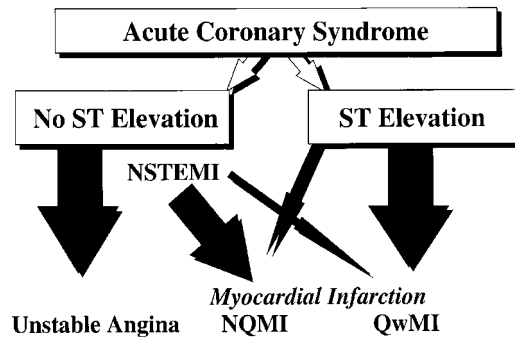 Acute Coronary Syndrome
No ST Elevation
ST Elevation
NSTEMI
Myocardial Infarction
Unstable Angina NQMI QwMI